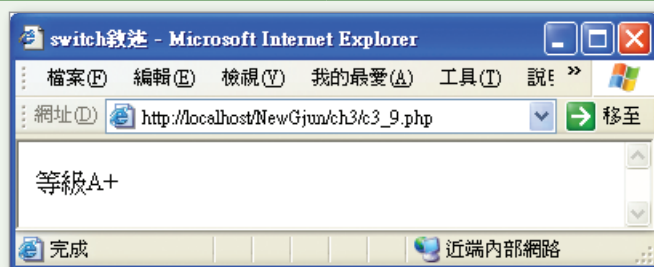 switch敘述 - Microsoft Internet Explorer
檔案(F) 編輯(E) 檢視(V) 我的最愛(A) 工具(T) 說 »
網址(D) http://localhost/NewGjun/ch3/c3_9.php 移至
等級A+
完成 近端內部網路